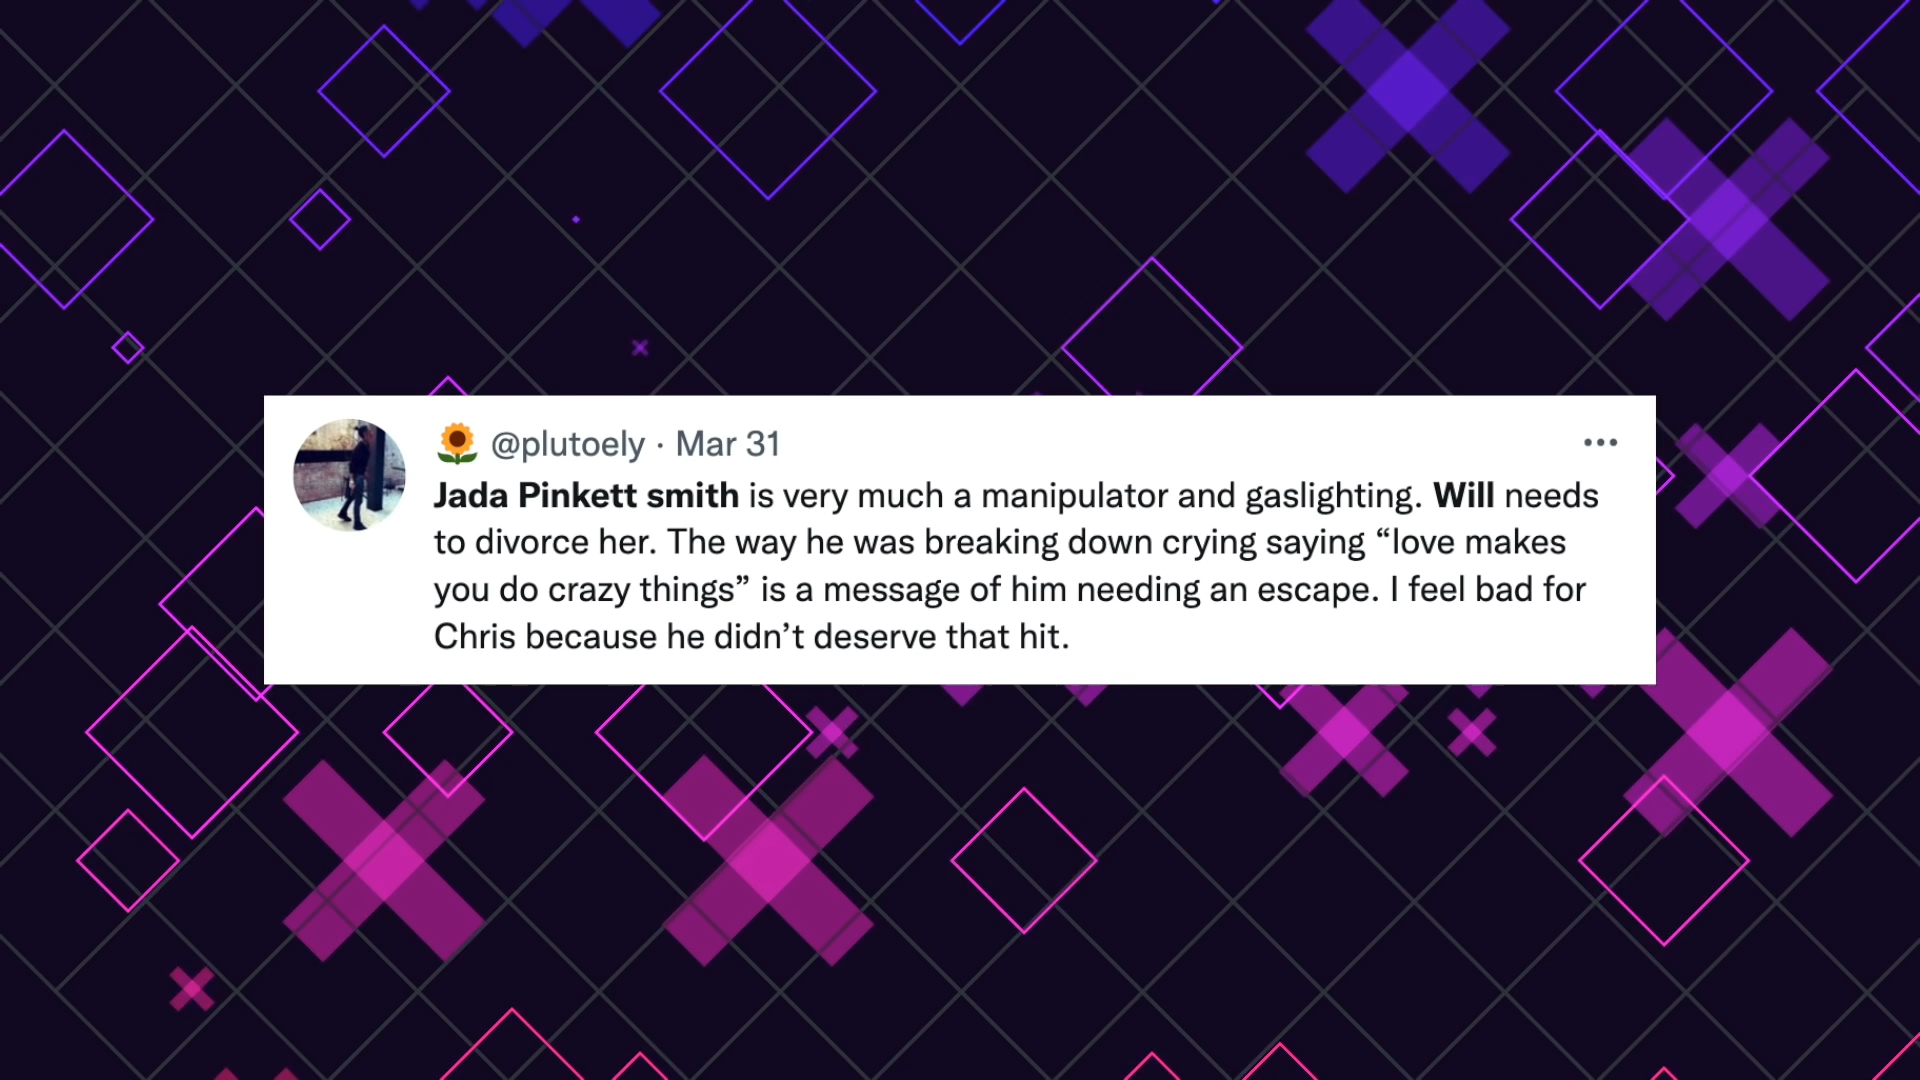 🌻 @plutoely · Mar 31
Jada Pinkett smith is very much a manipulator and gaslighting. Will needs
to divorce her. The way he was breaking down crying saying “love makes
you do crazy things” is a message of him needing an escape. I feel bad for
Chris because he didn’t deserve that hit.